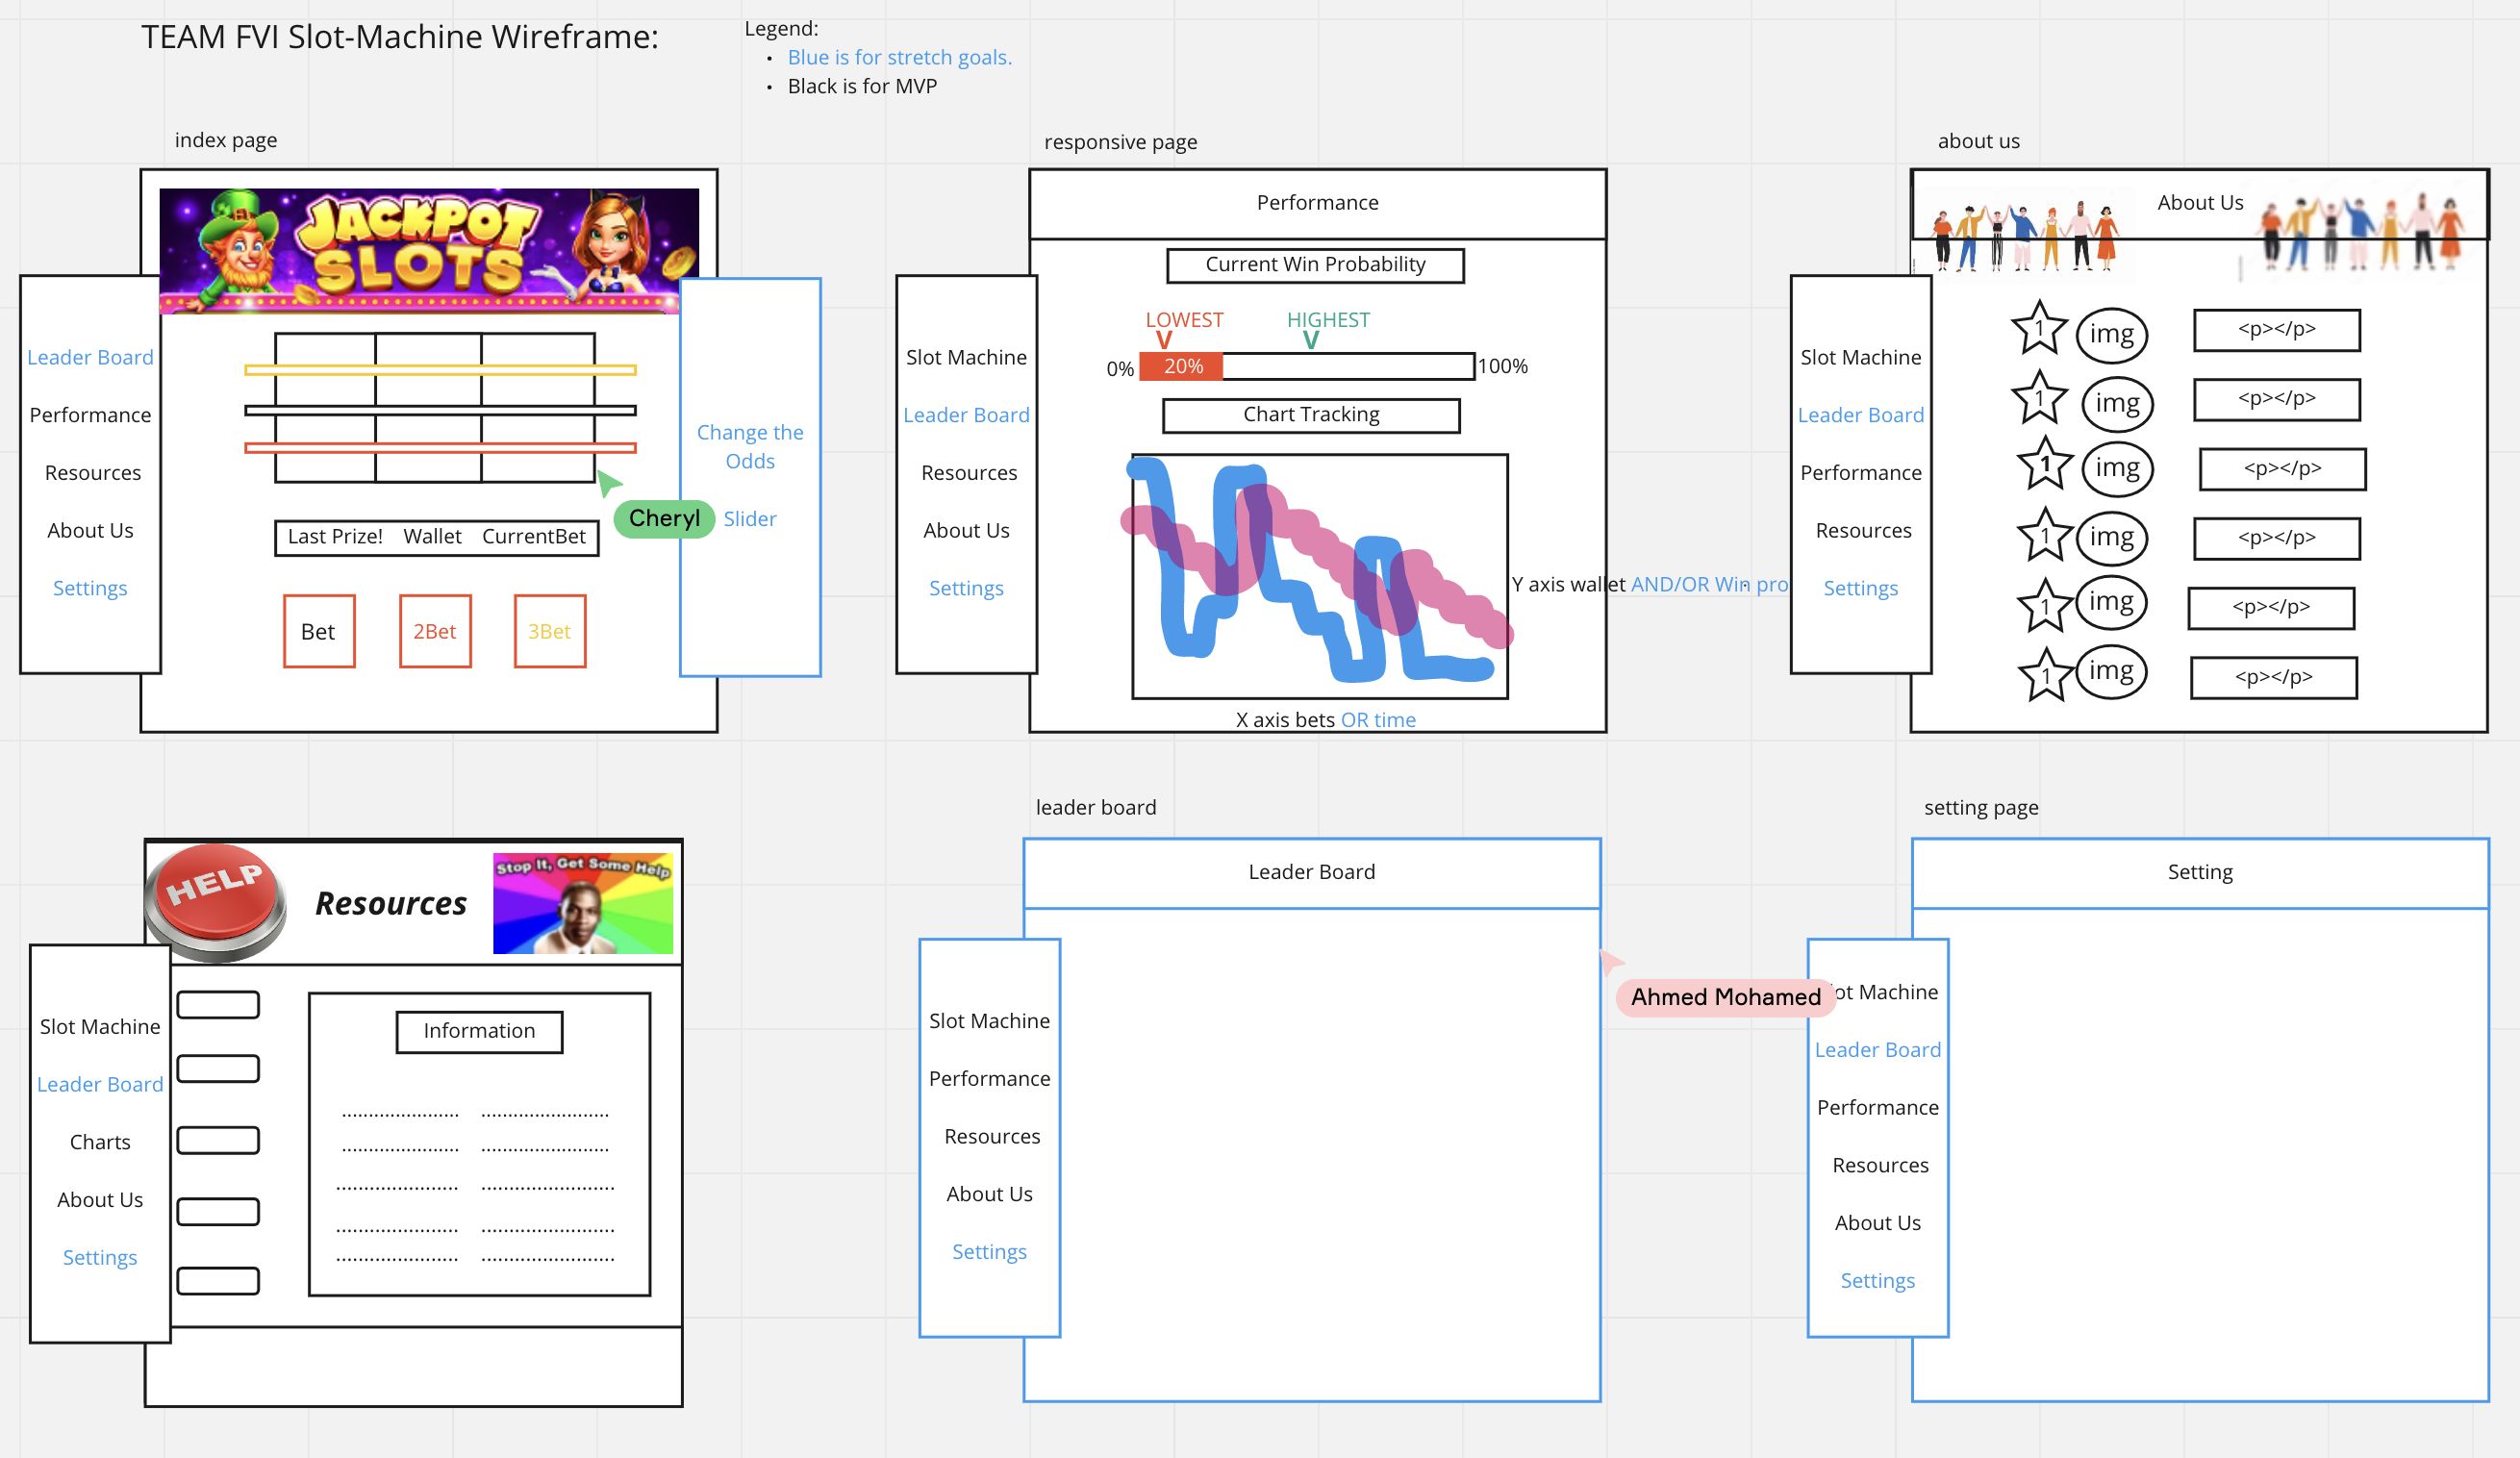 TEAM FVI Slot-Machine Wireframe:
Legend:
• Blue is for stretch goals.
• Black is for MVP
index page
JACKPOT
SLOTS
Leader Board
Performance
Resources
About Us
Settings
Change the
Odds
Slider
Cheryl
Last Prize! Wallet CurrentBet
Bet
2Bet
3Bet
responsive page
Performance
Current Win Probability
LOWEST
HIGHEST
V
V
0%
20%
100%
Chart Tracking
Slot Machine
Leader Board
Resources
About Us
Settings
Y axis wallet AND/OR Win pro
X axis bets OR time
about us
About Us
Slot Machine
Leader Board
Performance
Resources
Settings
1 img <p></p>
1 img <p></p>
1 img <p></p>
1 img <p></p>
1 img <p></p>
1 img <p></p>
HELP
Resources
Stop It, Get Some Help
Slot Machine
Leader Board
Charts
About Us
Settings
Information
leader board
Leader Board
Slot Machine
Performance
Resources
About Us
Settings
Ahmed Mohamed
setting page
Setting
ot Machine
Leader Board
Performance
Resources
About Us
Settings